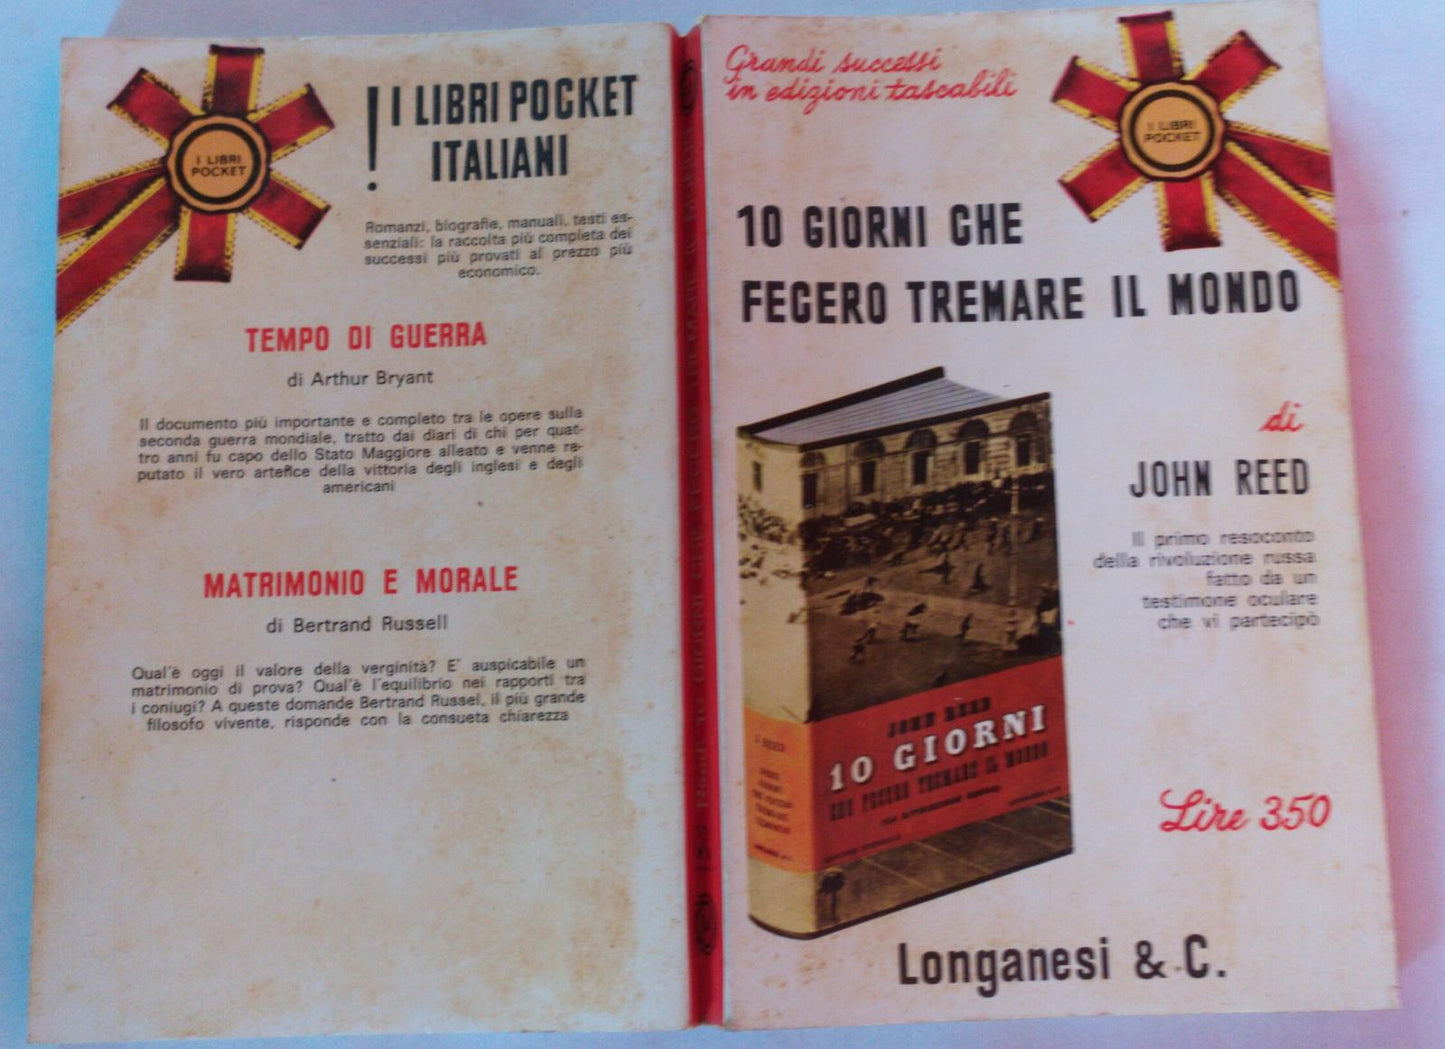 I LIBRI
POCKET
! I LIBRI POCKET
ITALIANI
Romanzi, biografie, manuali, testi es-
senziali: la raccolta più completa dei
successi più provati al prezzo più
economico.
TEMPO DI GUERRA
di Arthur Bryant
Il documento più importante e completo tra le opere sulla
seconda guerra mondiale, tratto dai diari di chi per quat-
tro anni fu capo dello Stato Maggiore alleato e venne re-
putato il vero artefice della vittoria degli inglesi e degli
americani
MATRIMONIO E MORALE
di Bertrand Russell
Qual'è oggi il valore della verginità? E' auspicabile un
matrimonio di prova? Qual'è l'equilibrio nei rapporti tra
i coniugi? A queste domande Bertrand Russel, il più grande
filosofo vivente, risponde con la consueta chiarezza
Grandi successi
in edizioni tascabili
I LIBRI
POCKET
10 GIORNI CHE
FECERO TREMARE IL MONDO
di
JOHN REED
Il primo resoconto
della rivoluzione russa
fatto da un
testimone oculare
che vi partecipò
JOHN REED
10 GIORNI
CHE FECERO TREMARE IL MONDO
Lire 350
Longanesi & C.